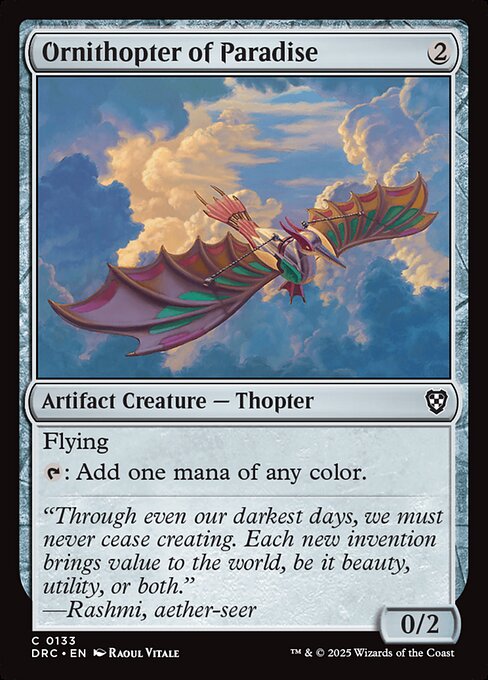 Ornithopter of Paradise 2
Artifact Creature — Thopter
Flying
: Add one mana of any color.
“Through even our darkest days, we must
never cease creating. Each new invention
brings value to the world, be it beauty,
utility, or both.”
—Rashmi, aether-seer
0/2
C 0133
DRC • EN Raoul Vitale
™ & © 2025 Wizards of the Coast